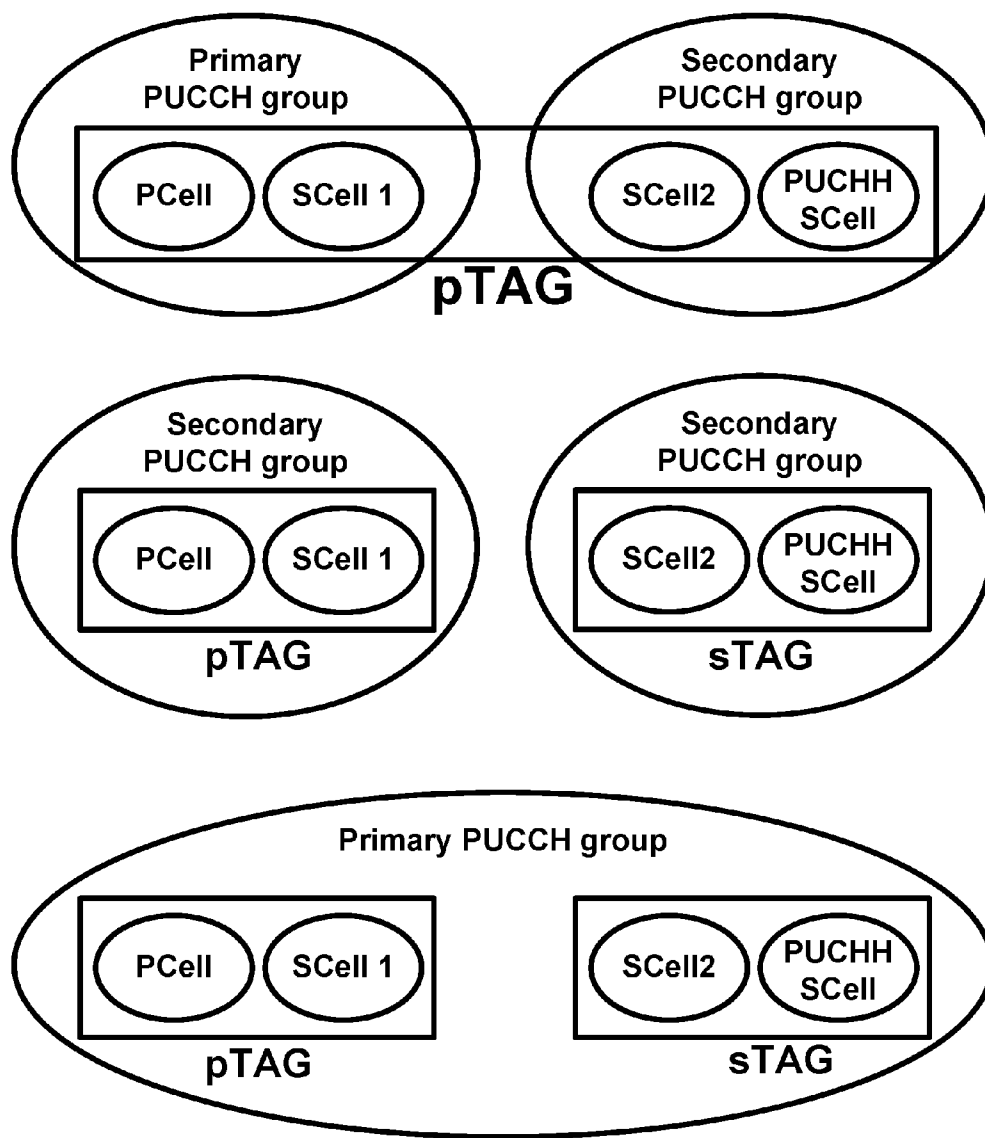 Primary
PUCCH group
Secondary
PUCCH group
PCell
SCell 1
SCell2
PUCHH
SCell
pTAG
Secondary
PUCCH group
Secondary
PUCCH group
PCell
SCell 1
SCell2
PUCHH
SCell
pTAG
sTAG
Primary PUCCH group
PCell
SCell 1
SCell2
PUCHH
SCell
pTAG
sTAG